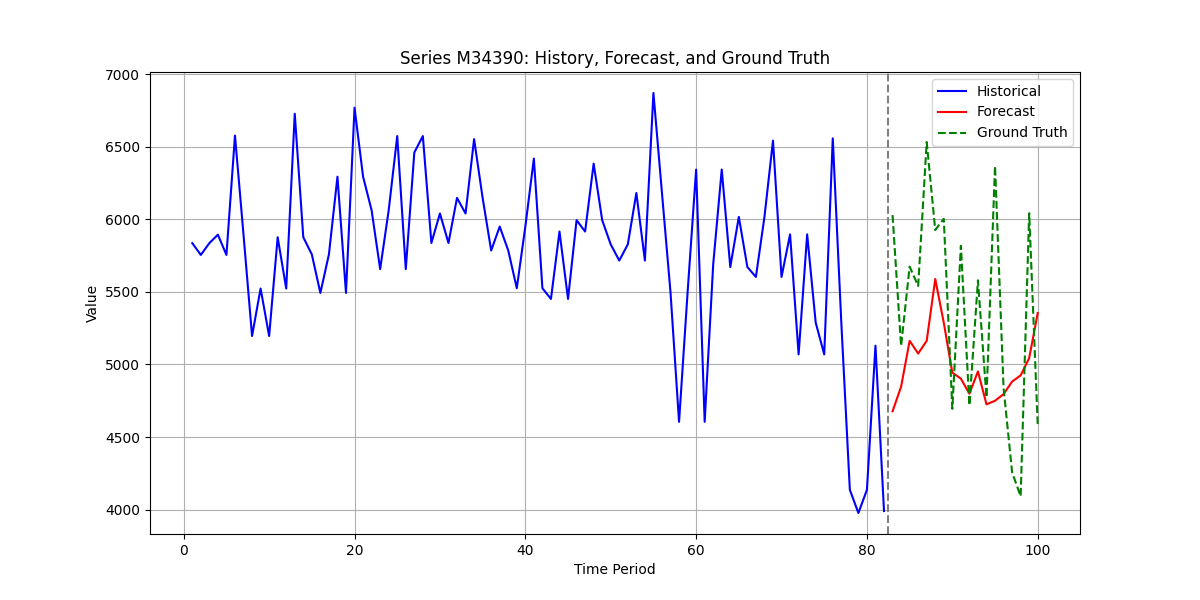 Series M34390: History, Forecast, and Ground Truth
7000
6500
6000
5500
5000
4500
4000
Value
0
20
40
60
80
100
Time Period
Historical
Forecast
Ground Truth